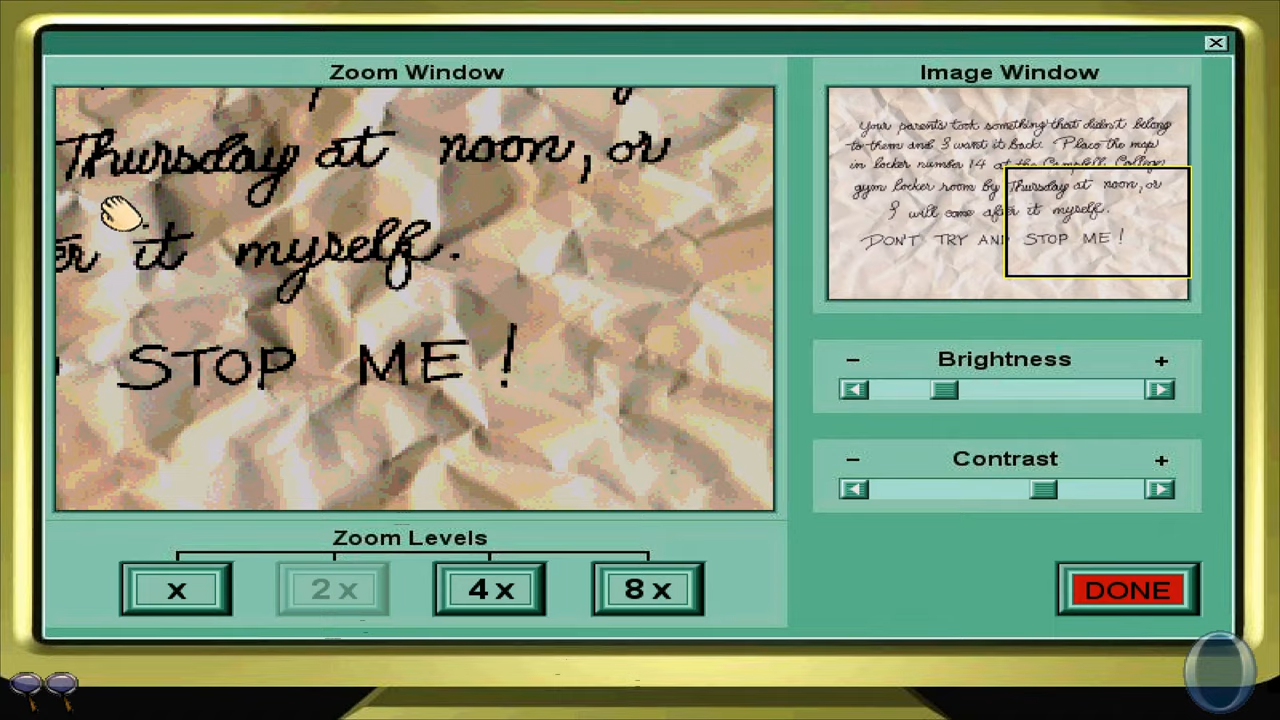 Zoom Window
Thursday at noon, or
er it myself.
STOP ME!
Zoom Levels
x 2x 4x 8x
Image Window
Your parents took something that didn't belong
to them and I want it back. Place the map
in locker number 14 at the Campbell College
gym locker room by Thursday at noon, or
I will come after it myself.
DON'T TRY AND STOP ME!
- Brightness +
- Contrast +
DONE